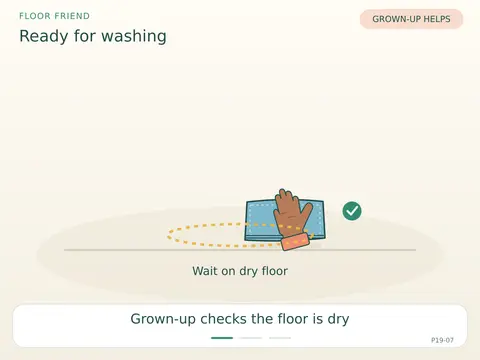 FLOOR FRIEND
GROWN-UP HELPS
Ready for washing
Wait on dry floor
Grown-up checks the floor is dry
P19-07